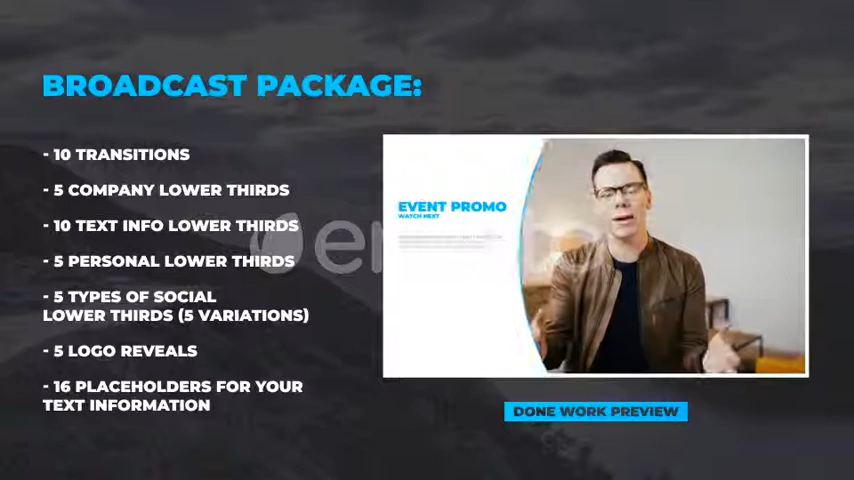 BROADCAST PACKAGE:
- 10 TRANSITIONS
- 5 COMPANY LOWER THIRDS
- 10 TEXT INFO LOWER THIRDS
- 5 PERSONAL LOWER THIRDS
- 5 TYPES OF SOCIAL
LOWER THIRDS (5 VARIATIONS)
- 5 LOGO REVEALS
- 16 PLACEHOLDERS FOR YOUR
TEXT INFORMATION
EVENT PROMO
WATCH NEXT
DONE WORK PREVIEW